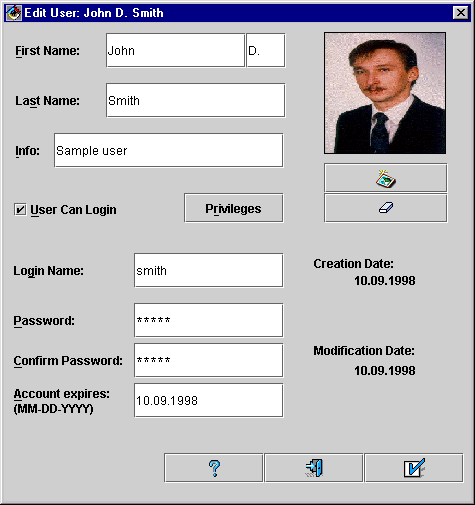 Edit User: John D. Smith
First Name: John D.
Last Name: Smith
Info: Sample user
User Can Login Privileges
Login Name: smith Creation Date:
10.09.1998
Password: *****
Confirm Password: ***** Modification Date:
10.09.1998
Account expires: 10.09.1998
(MM-DD-YYYY)
?